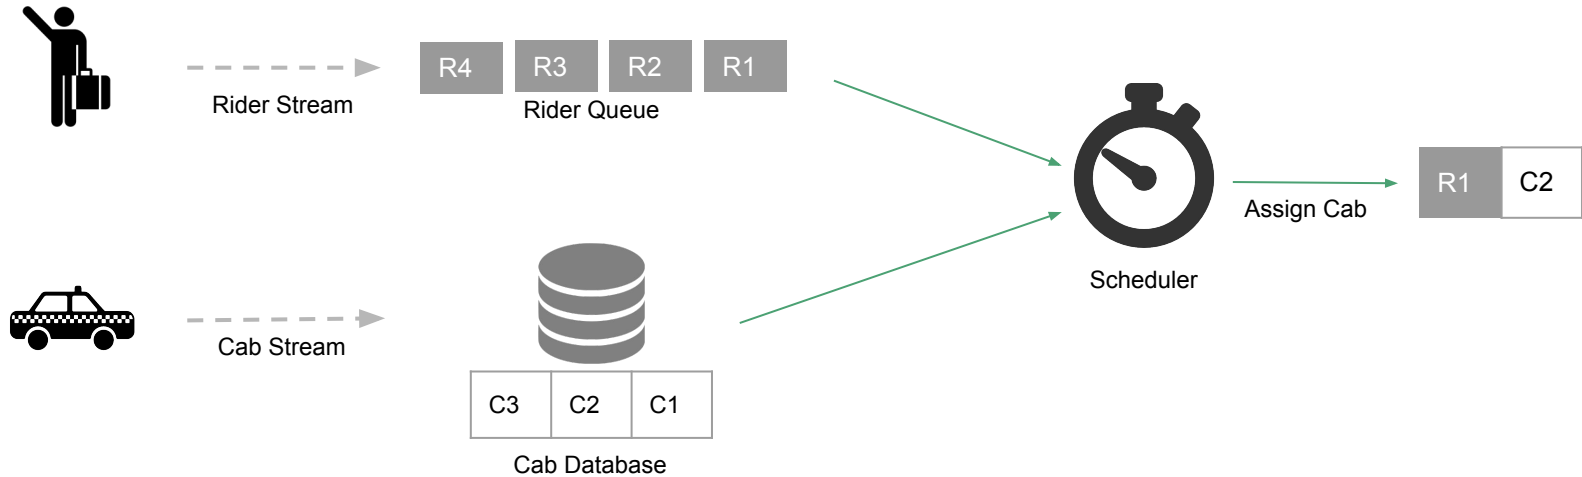 R4 R3 R2 R1
Rider Stream
Rider Queue
R1 C2
Assign Cab
Scheduler
Cab Stream
C3 C2 C1
Cab Database